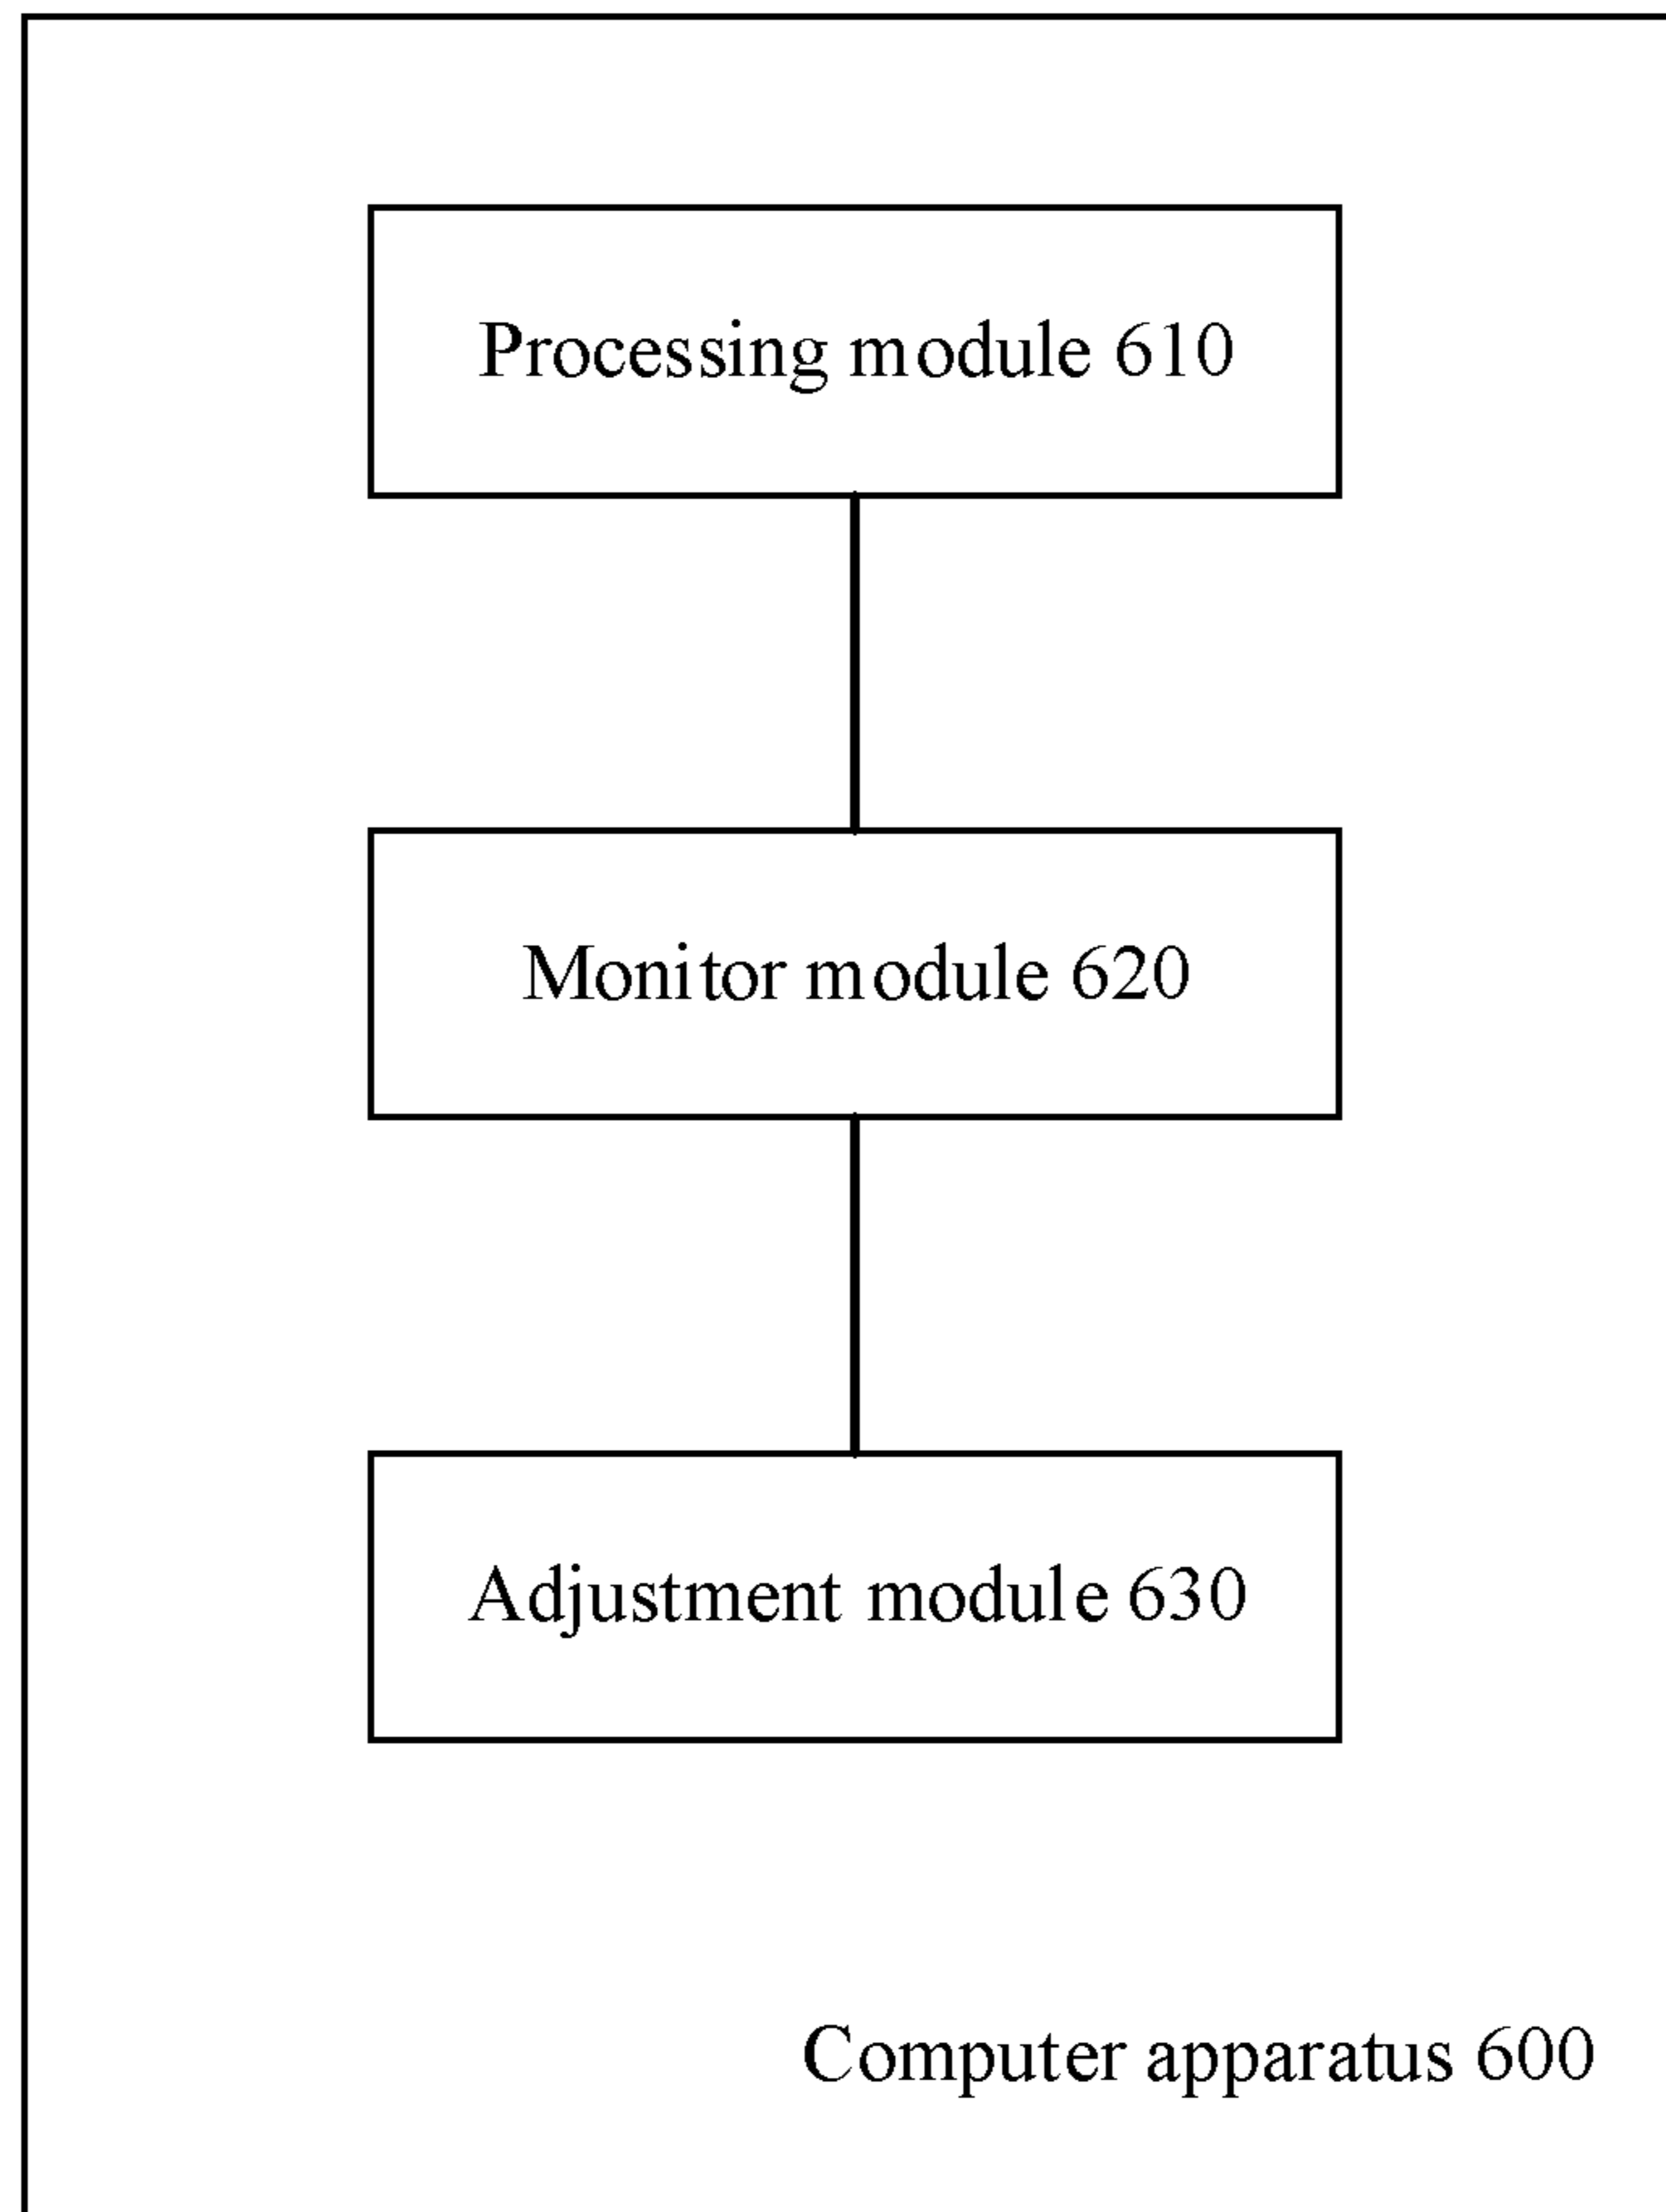 Processing module 610
Monitor module 620
Adjustment module 630
Computer apparatus 600